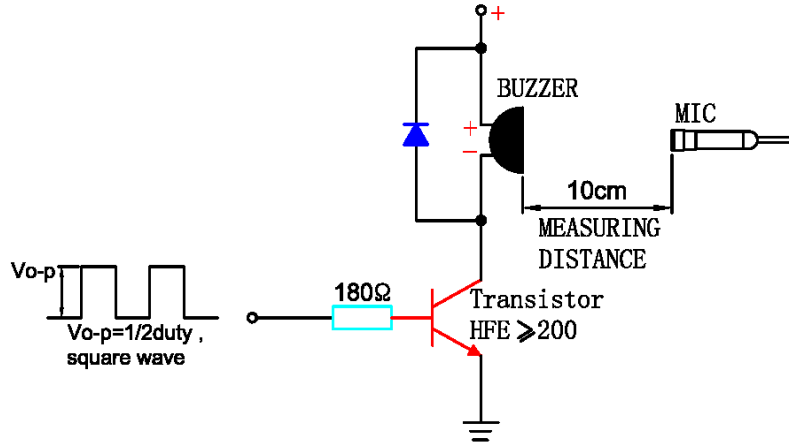 +
BUZZER
MIC
+
−
10cm
MEASURING
DISTANCE
Vo-p
180Ω
Transistor
HFE ⩾200
Vo-p=1/2duty ,
square wave